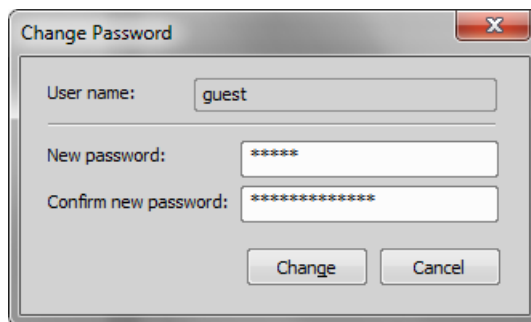 Change Password
X
User name: guest
New password: *****
Confirm new password: *************
Change Cancel